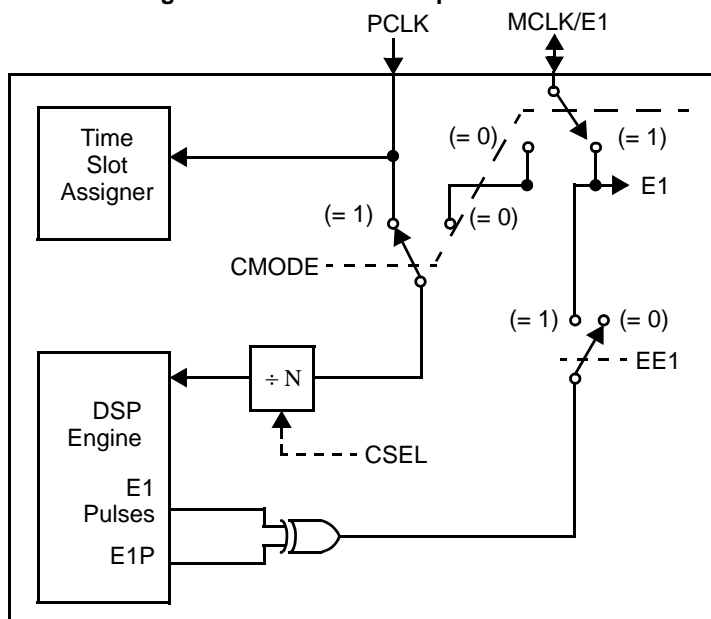 PCLK
MCLK/E1
Time
Slot
Assigner
(= 0)
(= 1)
E1
(= 1)
(= 0)
CMODE
(= 1)
(= 0)
EE1
÷ N
DSP
Engine
CSEL
E1
Pulses
E1P